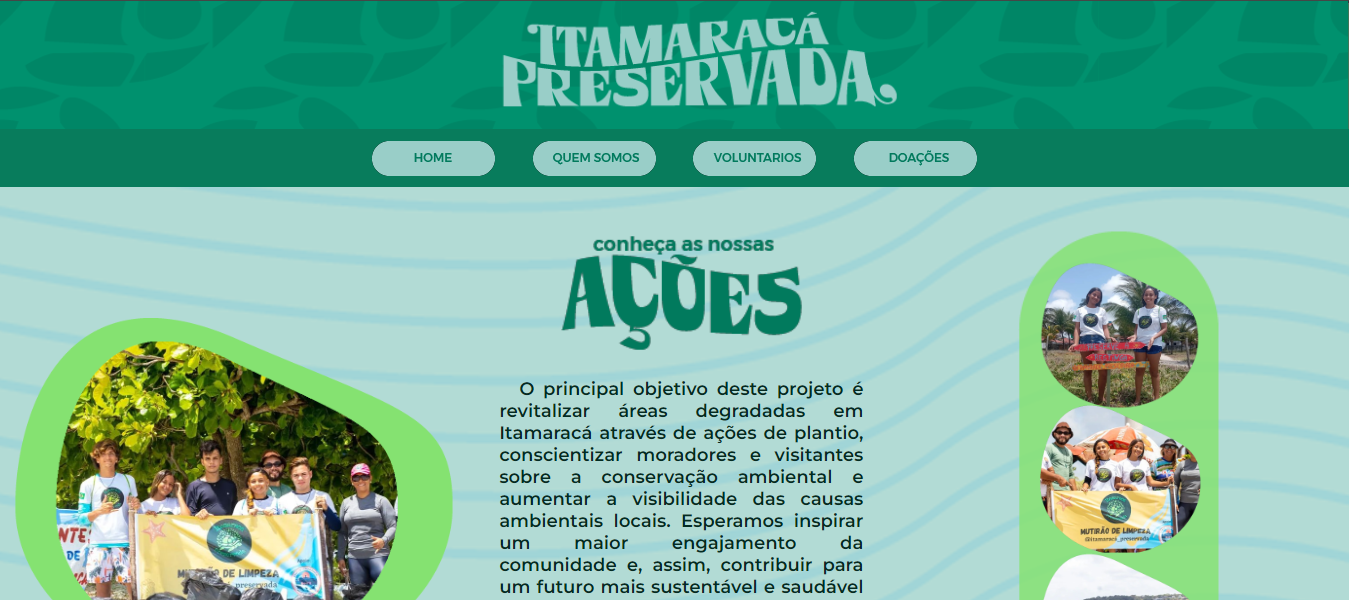 ITAMARACÁ
PRESERVADA
HOME
QUEM SOMOS
VOLUNTARIOS
DOAÇÕES
conheça as nossas
AÇÕES
O principal objetivo deste projeto é
revitalizar áreas degradadas em
Itamaracá através de ações de plantio,
conscientizar moradores e visitantes
sobre a conservação ambiental e
aumentar a visibilidade das causas
ambientais locais. Esperamos inspirar
um maior engajamento da
comunidade e, assim, contribuir para
um futuro mais sustentável e saudável
MUTIRÃO DE LIMPEZA
preservada
MUTIRÃO DE LIMPEZA
@itamaracá_preservada